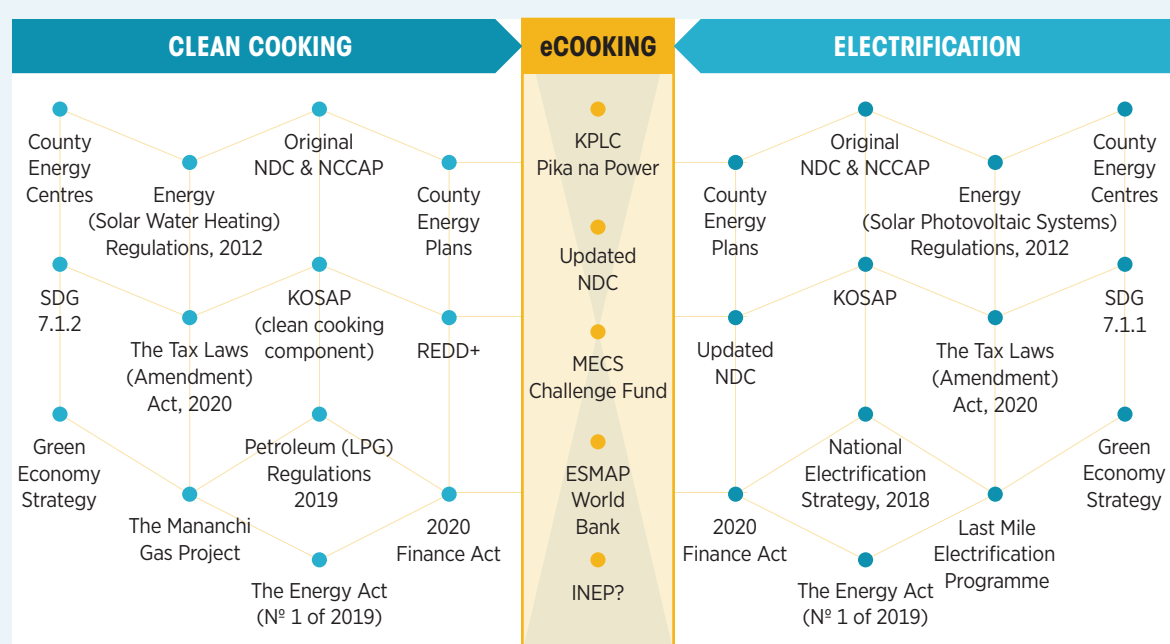 CLEAN COOKING
eCOOKING
ELECTRIFICATION
County
Energy
Centres
Energy
(Solar Water Heating)
Regulations, 2012
Original
NDC & NCCAP
County
Energy
Plans
SDG
7.1.2
The Tax Laws
(Amendment)
Act, 2020
KOSAP
(clean cooking
component)
REDD+
Green
Economy
Strategy
The Mananchi
Gas Project
Petroleum (LPG)
Regulations
2019
The Energy Act
(Nº 1 of 2019)
2020
Finance Act
KPLC
Pika na Power
Updated
NDC
MECS
Challenge Fund
ESMAP
World
Bank
INEP?
County
Energy
Plans
Original
NDC & NCCAP
Energy
(Solar Photovoltaic Systems)
Regulations, 2012
County
Energy
Centres
Updated
NDC
KOSAP
The Tax Laws
(Amendment)
Act, 2020
SDG
7.1.1
2020
Finance Act
National
Electrification
Strategy, 2018
The Energy Act
(Nº 1 of 2019)
Last Mile
Electrification
Programme
Green
Economy
Strategy